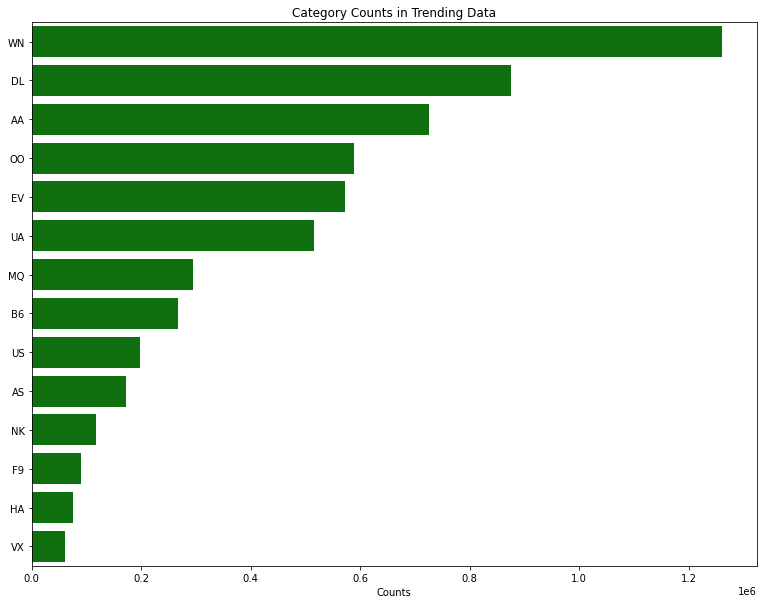 Category Counts in Trending Data
WN
DL
AA
OO
EV
UA
MQ
B6
US
AS
NK
F9
HA
VX
0.0 0.2 0.4 0.6 0.8 1.0 1.2
1e6
Counts